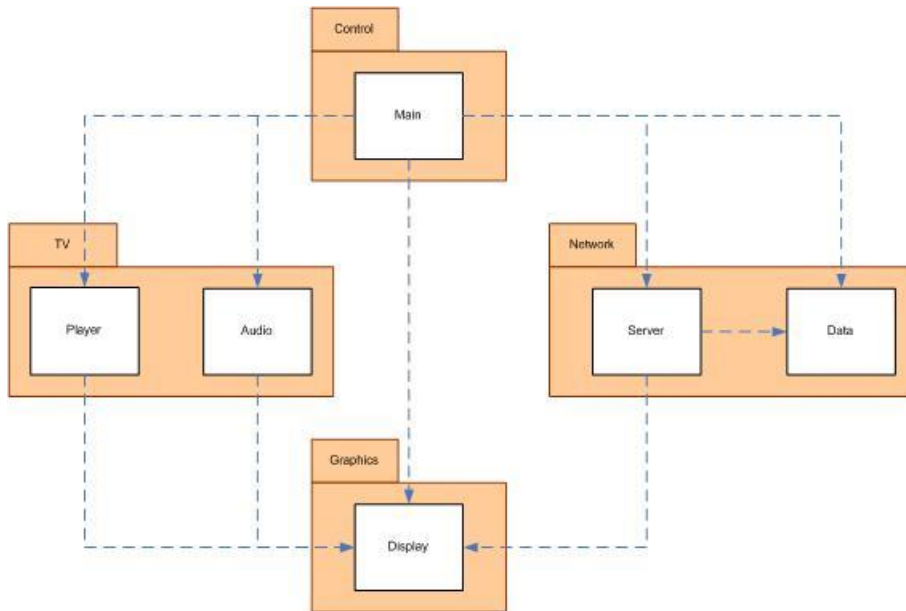 Control
Main
TV
Network
Player
Audio
Server
Data
Graphics
Display